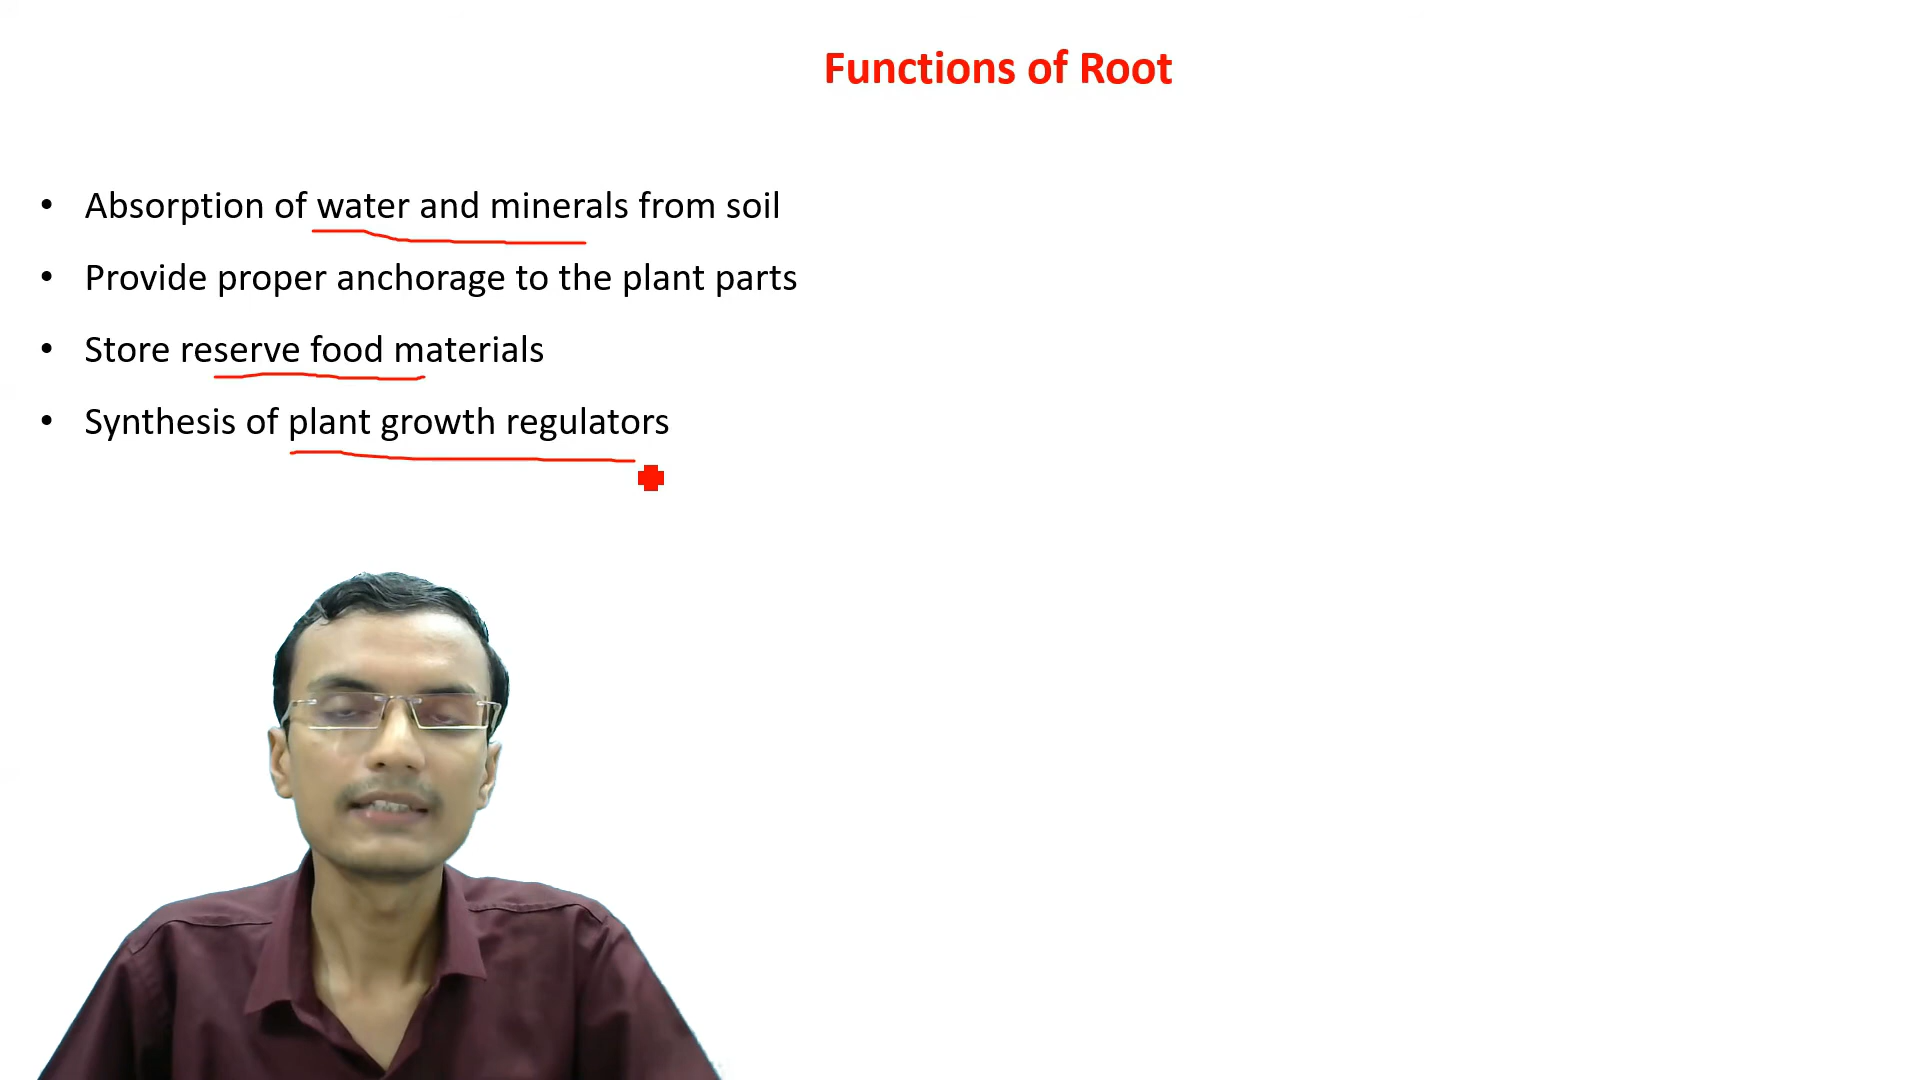 Functions of Root
• Absorption of water and minerals from soil
• Provide proper anchorage to the plant parts
• Store reserve food materials
• Synthesis of plant growth regulators